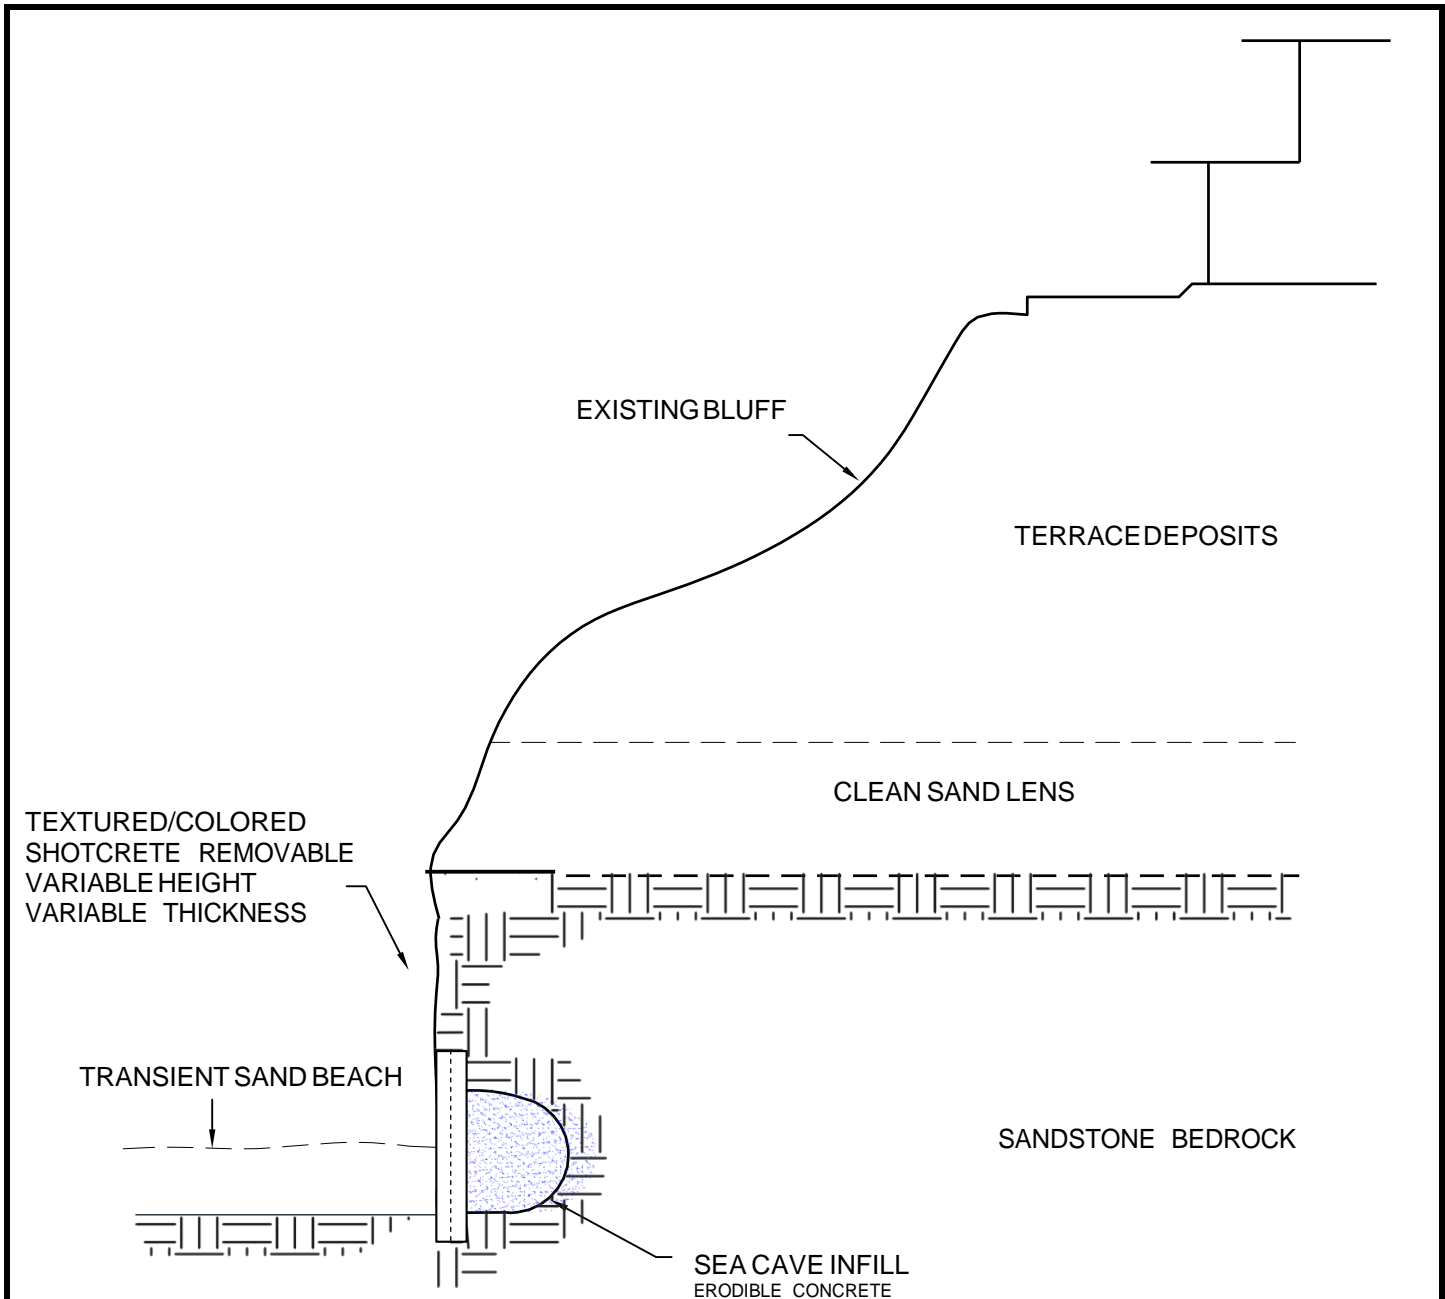 EXISTING BLUFF
TERRACE DEPOSITS
CLEAN SAND LENS
TEXTURED/COLORED
SHOTCRETE REMOVABLE
VARIABLE HEIGHT
VARIABLE THICKNESS
TRANSIENT SAND BEACH
SANDSTONE BEDROCK
SEA CAVE INFILL
ERODIBLE CONCRETE